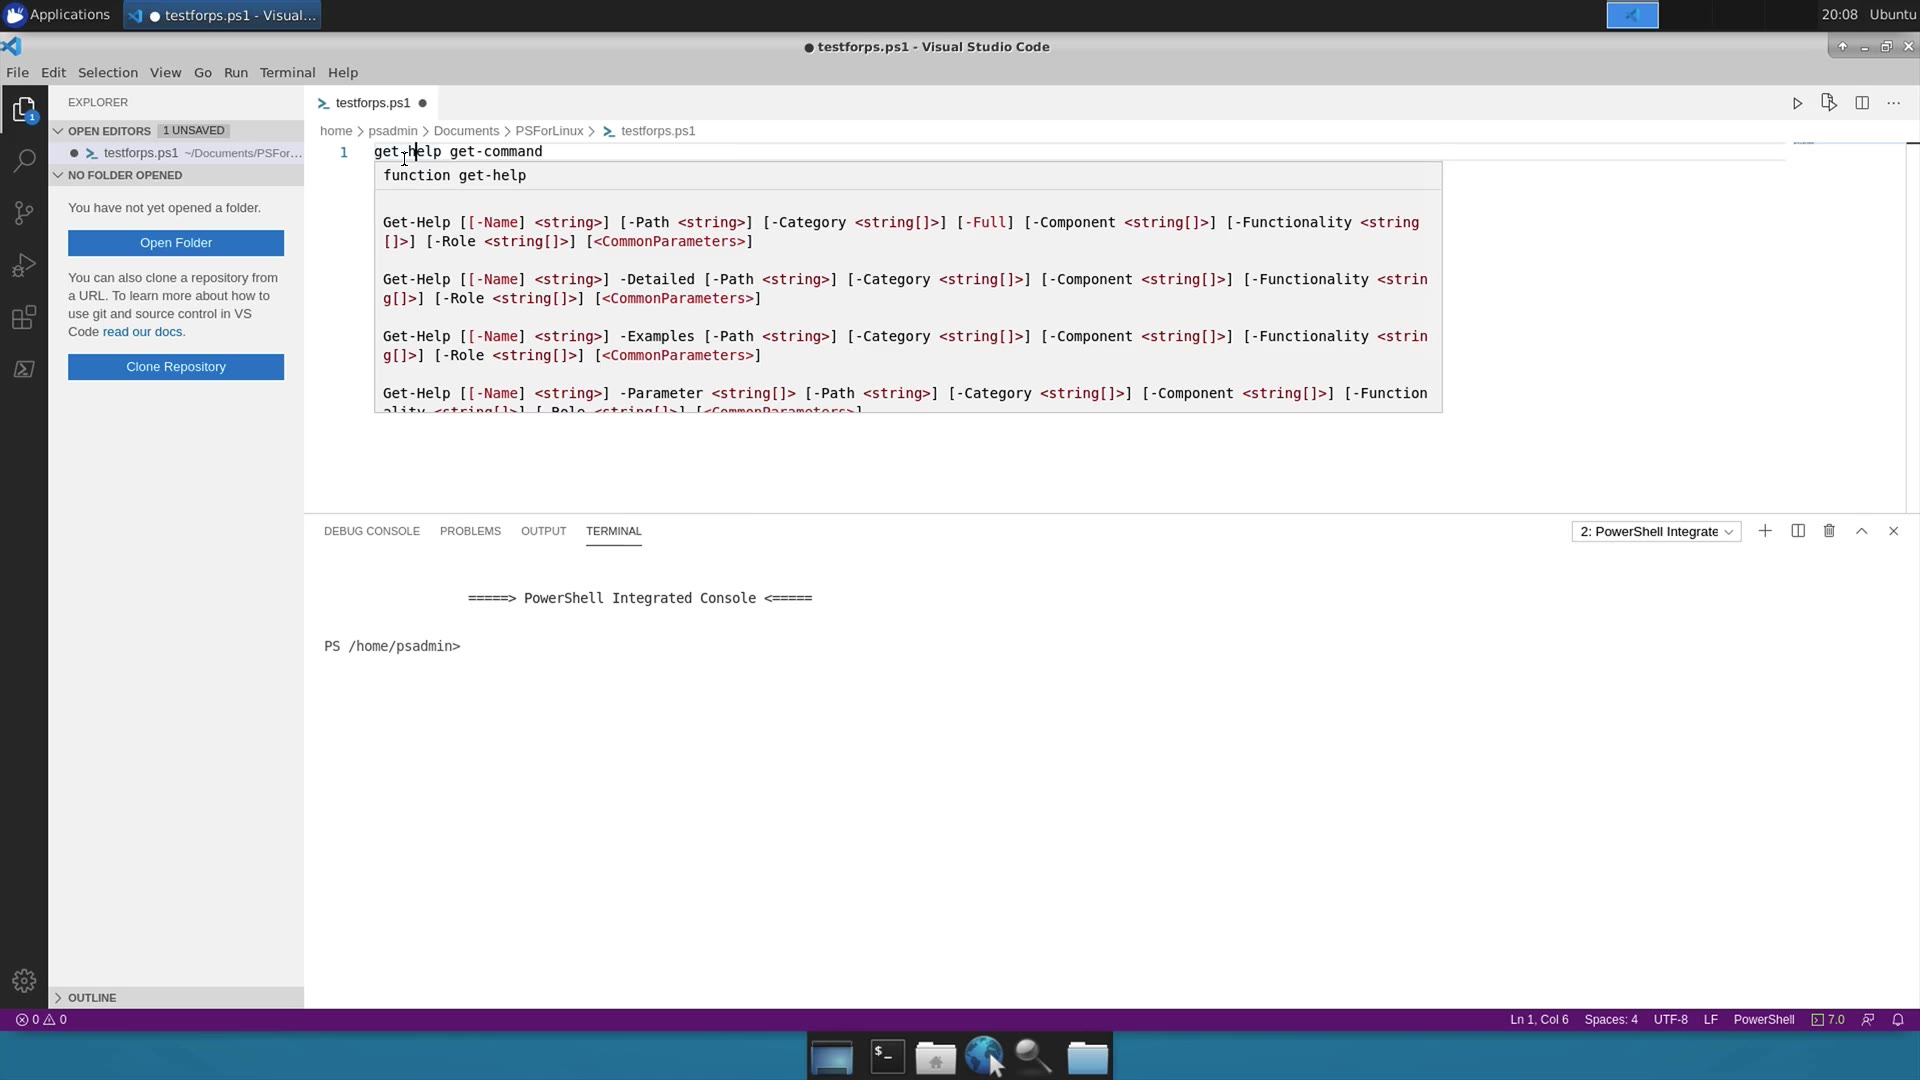 Applications
testforps.ps1 - Visual...
20:08 Ubuntu
testforps.ps1 - Visual Studio Code
File Edit Selection View Go Run Terminal Help
EXPLORER
OPEN EDITORS 1 UNSAVED
testforps.ps1 ~/Documents/PSFor...
NO FOLDER OPENED
You have not yet opened a folder.
Open Folder
You can also clone a repository from
a URL. To learn more about how to
use git and source control in VS
Code read our docs.
Clone Repository
OUTLINE
1
testforps.ps1
home > psadmin > Documents > PSForLinux > testforps.ps1
1 get-help get-command
function get-help
Get-Help [[-Name] <string>] [-Path <string>] [-Category <string[]>] [-Full] [-Component <string[]>] [-Functionality <string
[]>] [-Role <string[]>] [<CommonParameters>]
Get-Help [[-Name] <string>] -Detailed [-Path <string>] [-Category <string[]>] [-Component <string[]>] [-Functionality <strin
g[]>] [-Role <string[]>] [<CommonParameters>]
Get-Help [[-Name] <string>] -Examples [-Path <string>] [-Category <string[]>] [-Component <string[]>] [-Functionality <strin
g[]>] [-Role <string[]>] [<CommonParameters>]
Get-Help [[-Name] <string>] -Parameter <string[]> [-Path <string>] [-Category <string[]>] [-Component <string[]>] [-Function
ality <string[]>] [-Role <string[]>] [<CommonParameters>]
DEBUG CONSOLE PROBLEMS OUTPUT TERMINAL
2: PowerShell Integrate
=====> PowerShell Integrated Console <=====
PS /home/psadmin>
0 0
Ln 1, Col 6 Spaces: 4 UTF-8 LF PowerShell 7.0
$_